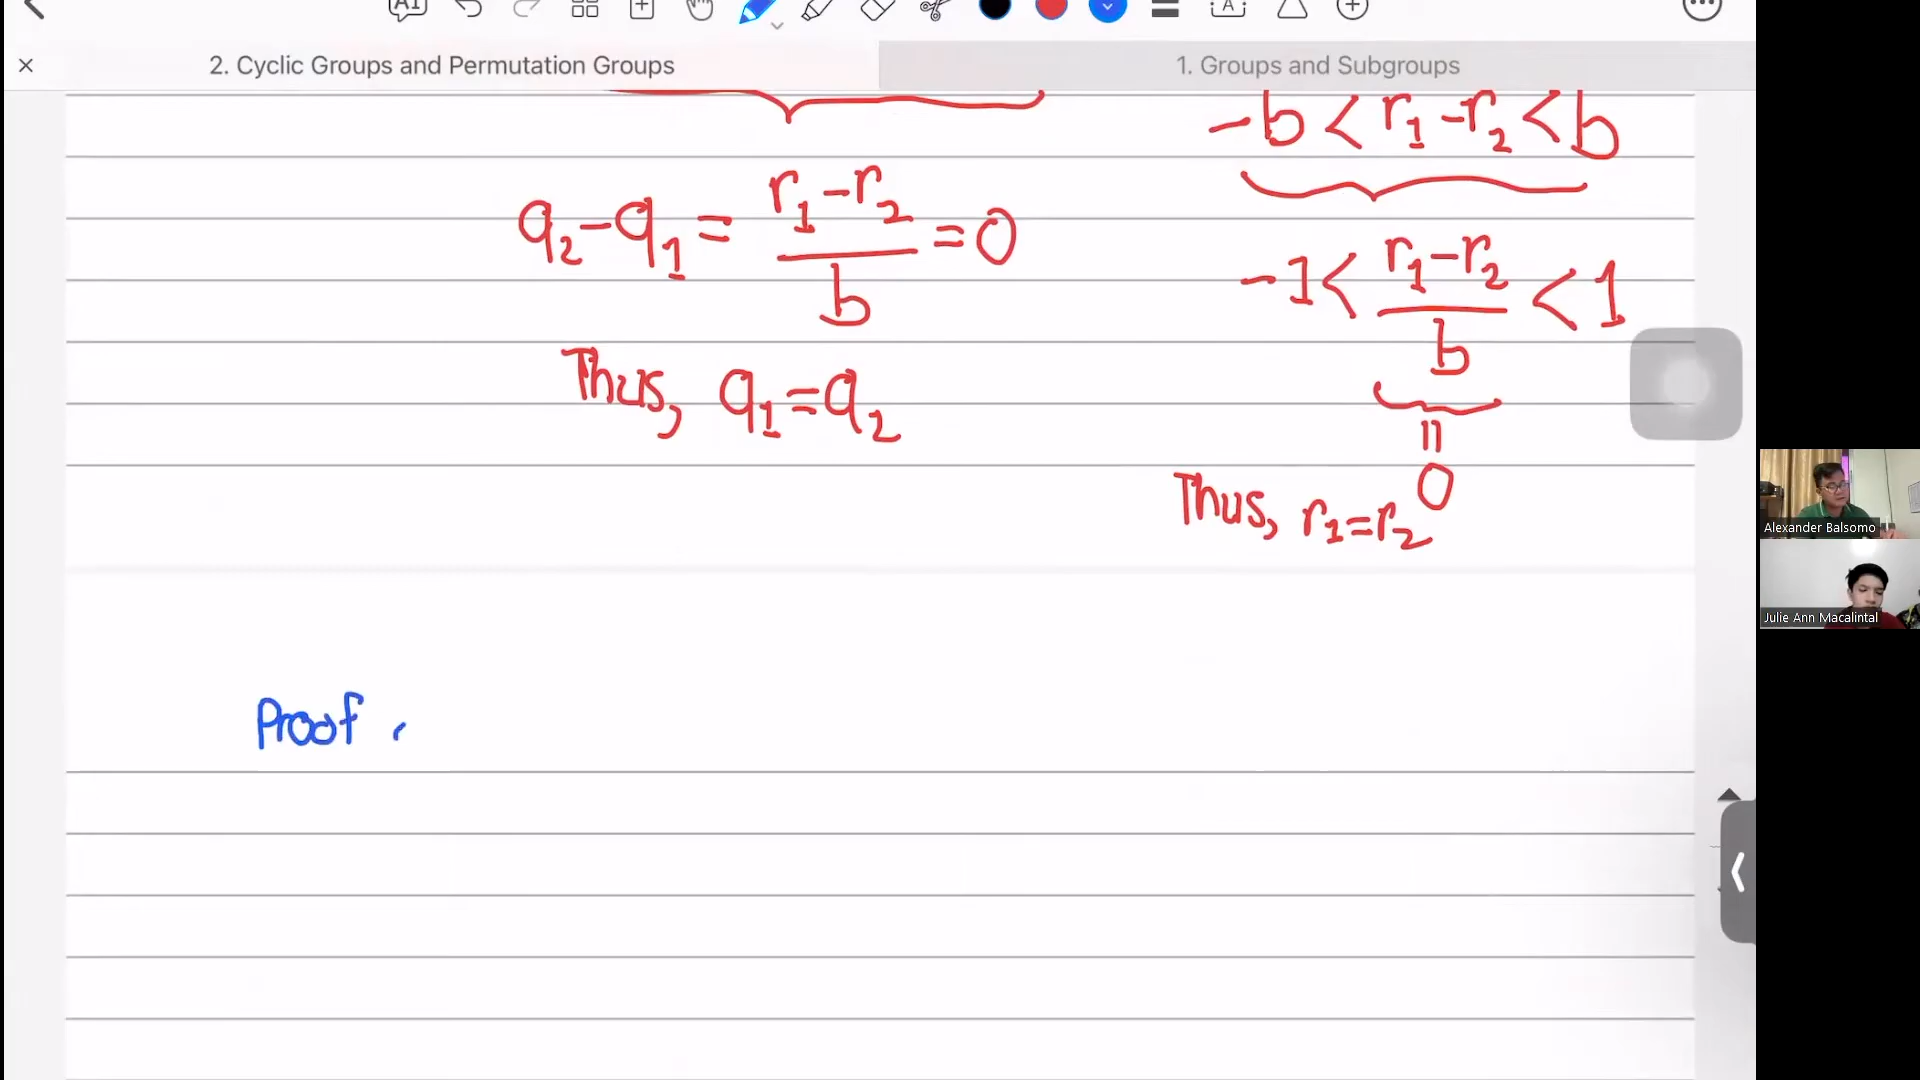 AI
A
2. Cyclic Groups and Permutation Groups
1. Groups and Subgroups
-b < r₁-r₂ < b
q₂-q₁ = (r₁-r₂)/b = 0
-1 < (r₁-r₂)/b < 1
Thus, q₁=q₂
=
0
Thus, r₁=r₂
Alexander Balsomo
Julie Ann Macalintal
Proof